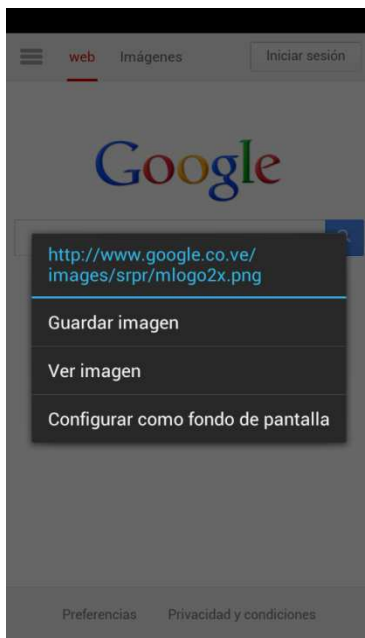 web Imágenes Iniciar sesión
Google
http://www.google.co.ve/
images/srpr/mlogo2x.png
Guardar imagen
Ver imagen
Configurar como fondo de pantalla
Preferencias Privacidad y condiciones